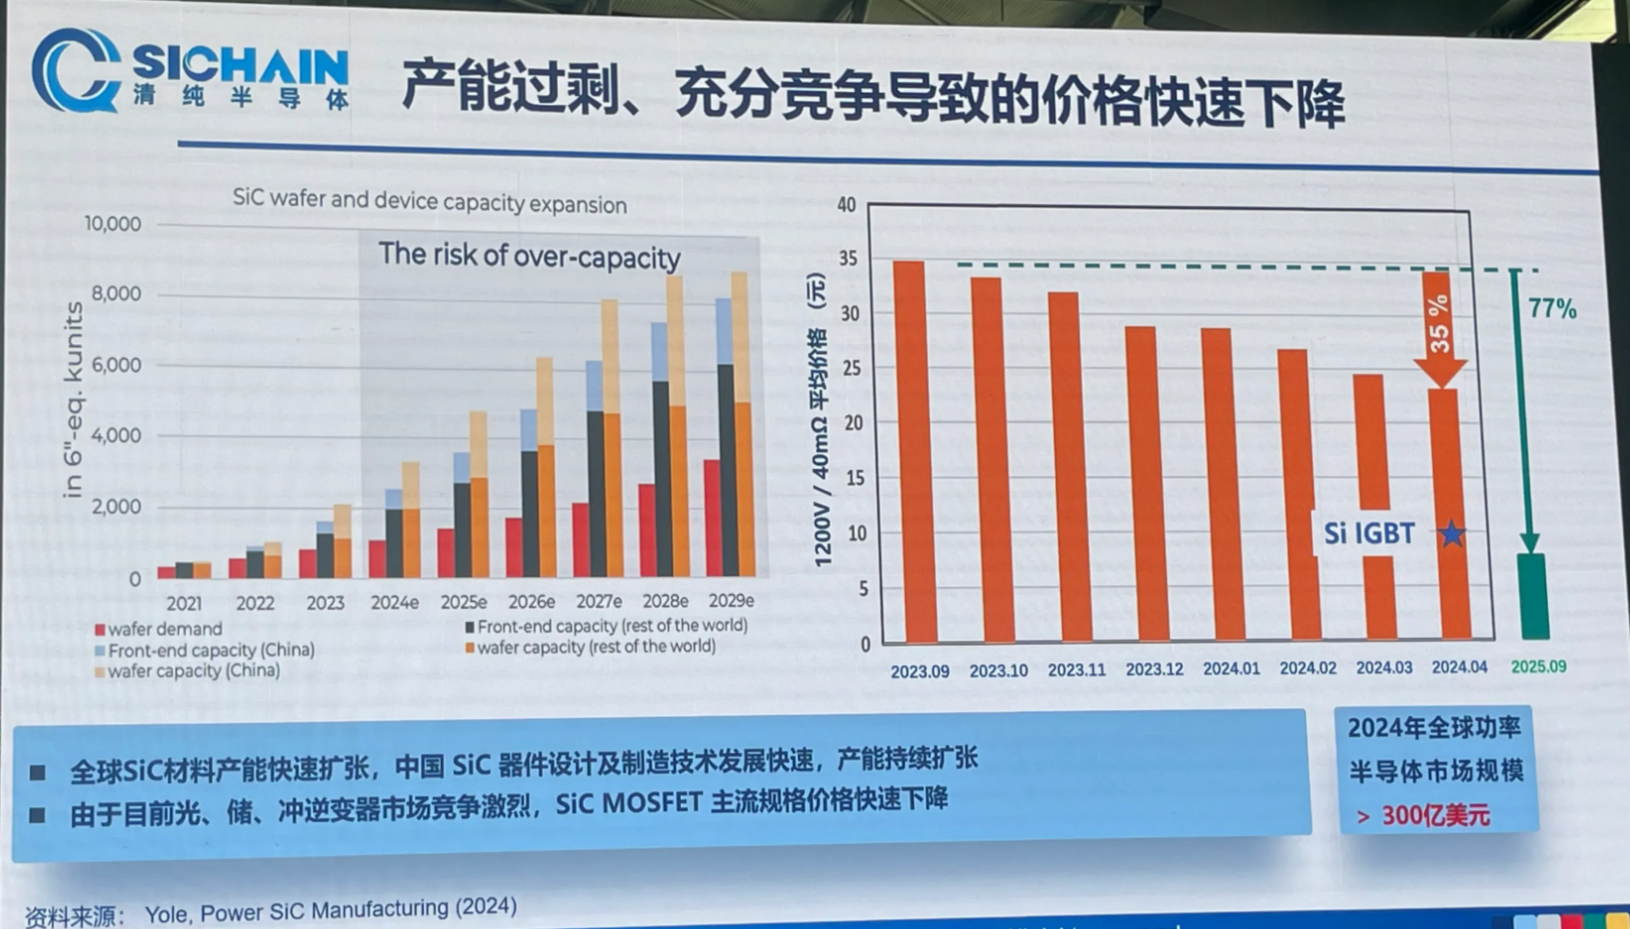 SICHAIN
清纯半导体
产能过剩、充分竞争导致的价格快速下降
SiC wafer and device capacity expansion
The risk of over-capacity
in 6"-eq. kunits
10,000
8,000
6,000
4,000
2,000
0
2021 2022 2023 2024e 2025e 2026e 2027e 2028e 2029e
wafer demand
Front-end capacity (rest of the world)
Front-end capacity (China)
wafer capacity (rest of the world)
wafer capacity (China)
1200V / 40mΩ 平均价格 (元)
40
35
30
25
20
15
10
5
0
35 %
77%
Si IGBT
2023.09 2023.10 2023.11 2023.12 2024.01 2024.02 2024.03 2024.04 2025.09
全球SiC材料产能快速扩张，中国 SiC 器件设计及制造技术发展快速，产能持续扩张
由于目前光、储、冲逆变器市场竞争激烈，SiC MOSFET 主流规格价格快速下降
2024年全球功率
半导体市场规模
> 300亿美元
资料来源： Yole, Power SiC Manufacturing (2024)